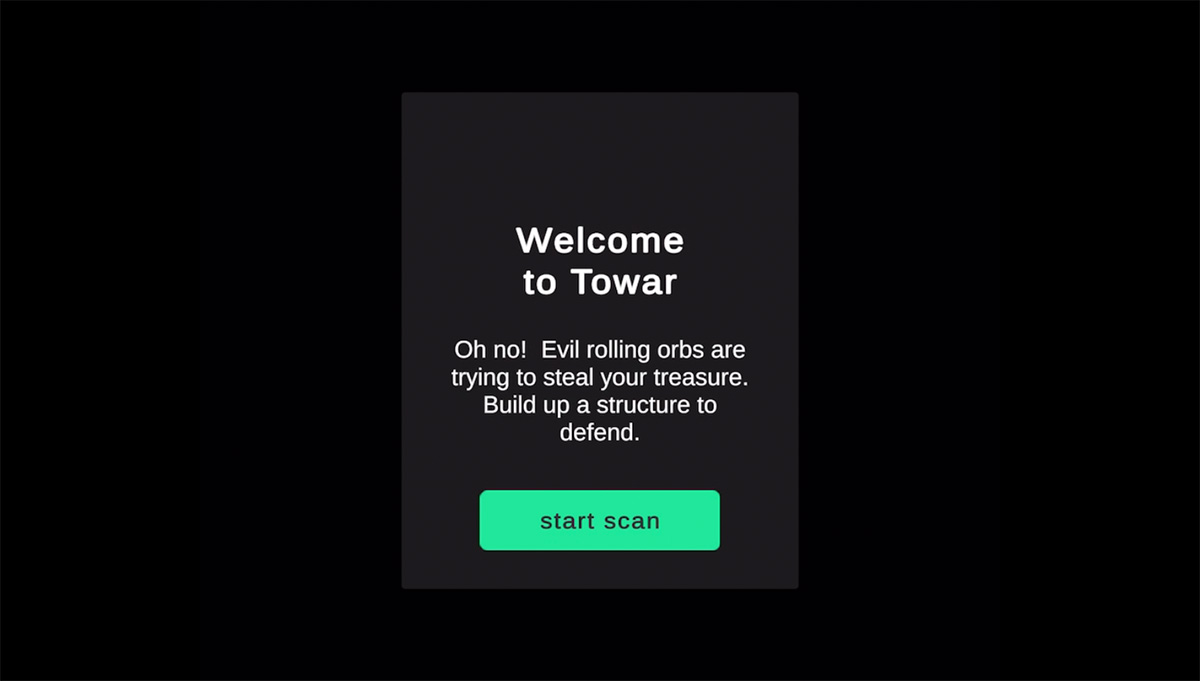 Welcome
to Towar
Oh no!  Evil rolling orbs are
trying to steal your treasure.
Build up a structure to
defend.
start scan